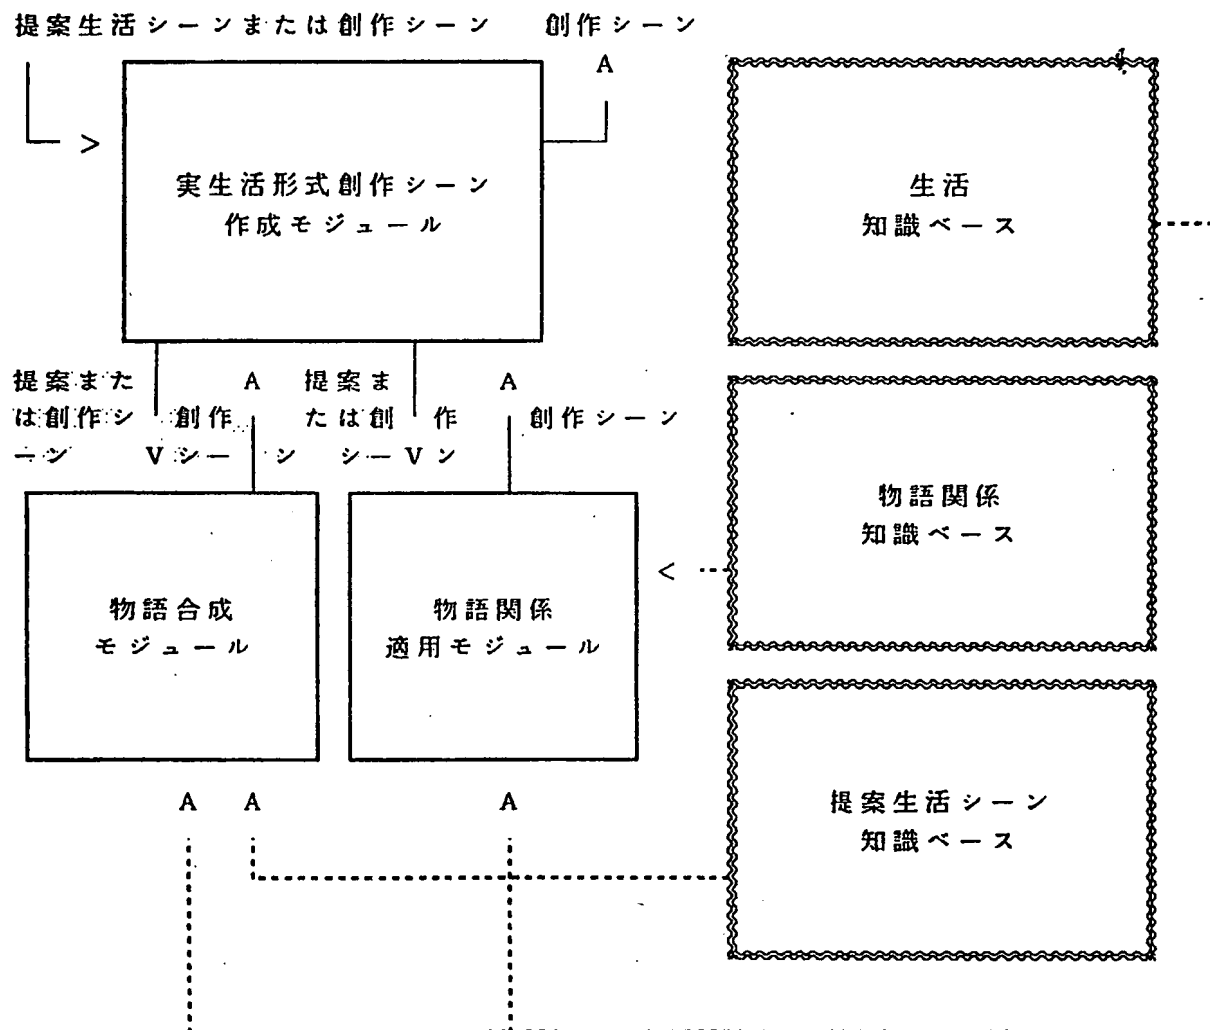 提案生活シーンまたは創作シーン 創作シーン
A
>
実生活形式創作シーン
作成モジュール
生活
知識ベース
提案また A 提案ま A
は創作シ 創作 たは創 作 創作シーン
ーン V シー ン シーVン
物語関係
知識ベース
<
物語合成
モジュール
物語関係
適用モジュール
A A A
提案生活シーン
知識ベース